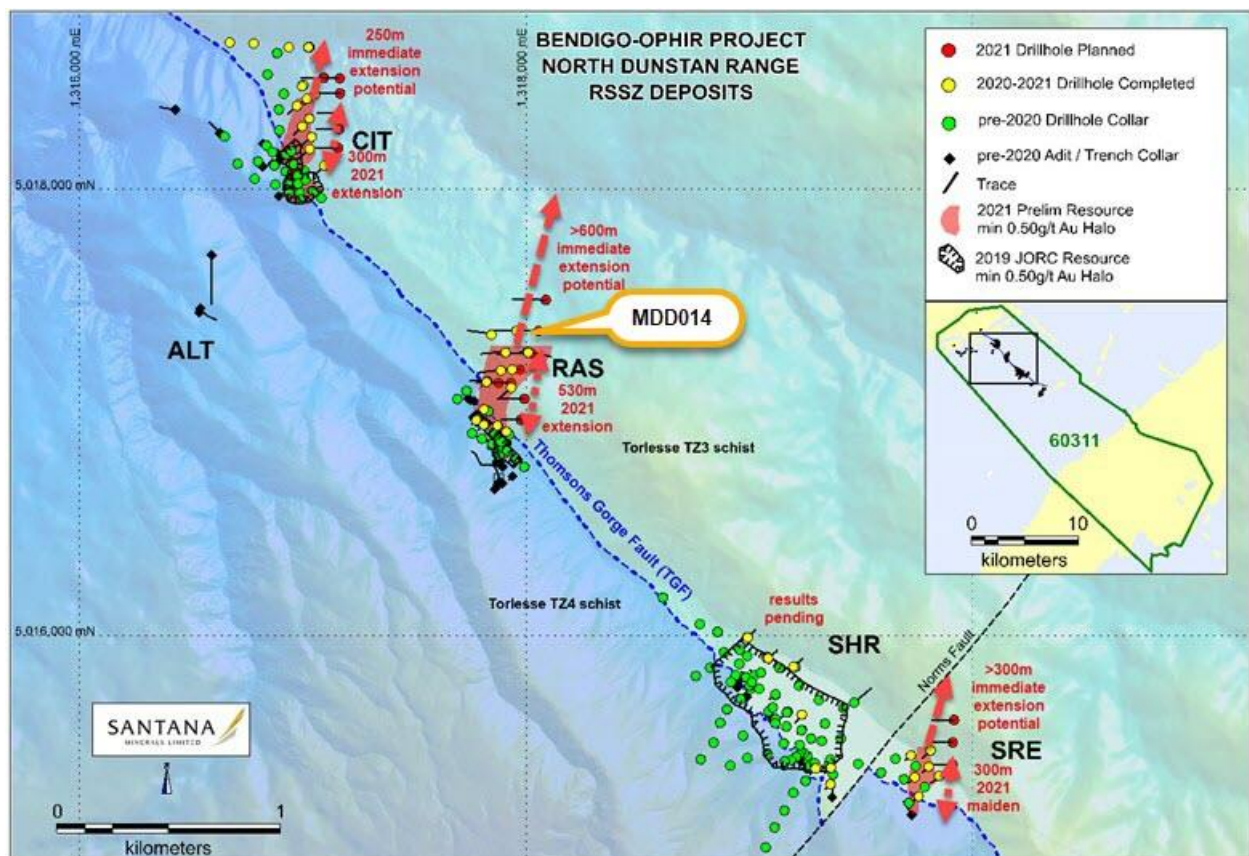 BENDIGO-OPHIR PROJECT
NORTH DUNSTAN RANGE
RSSZ DEPOSITS
1,316,000 mE
1,318,000 mE
5,018,000 mN
5,016,000 mN
250m
immediate
extension
potential
CIT
300m
2021
extension
>600m
immediate
extension
potential
MDD014
ALT
RAS
530m
2021
extension
Torlesse TZ3 schist
Thomsons Gorge Fault (TGF)
Torlesse TZ4 schist
results
pending
SHR
Norms Fault
>300m
immediate
extension
potential
SRE
300m
2021
maiden
SANTANA
MINERALS LIMITED
0 1
kilometers
2021 Drillhole Planned
2020-2021 Drillhole Completed
pre-2020 Drillhole Collar
pre-2020 Adit / Trench Collar
Trace
2021 Prelim Resource
min 0.50g/t Au Halo
2019 JORC Resource
min 0.50g/t Au Halo
60311
0 10
kilometers